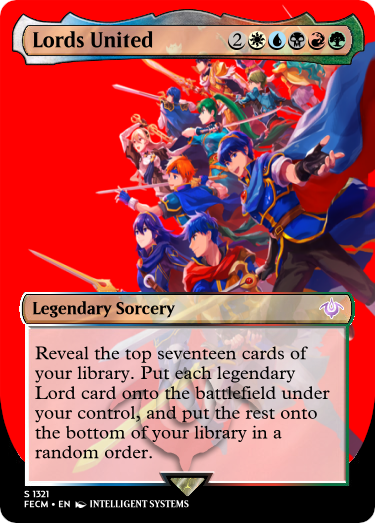 Lords United 2
Legendary Sorcery
Reveal the top seventeen cards of
your library. Put each legendary
Lord card onto the battlefield under
your control, and put the rest onto
the bottom of your library in a
random order.
S 1321
FECM • EN INTELLIGENT SYSTEMS